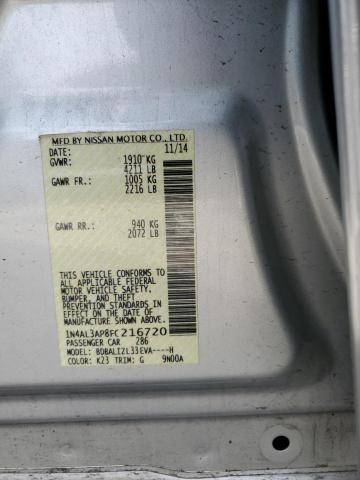 MFD BY NISSAN MOTOR CO., LTD.
DATE: 11/14
GVWR: 1910 KG
4211 LB
GAWR FR.: 1005 KG
2216 LB
GAWR RR.: 940 KG
2072 LB
THIS VEHICLE CONFORMS TO
ALL APPLICABLE FEDERAL
MOTOR VEHICLE SAFETY,
BUMPER, AND THEFT
PREVENTION STANDARDS
IN EFFECT ON THE DATE OF
MANUFACTURE SHOWN ABOVE.
1N4AL3AP8FC216720
PASSENGER CAR 286
MODEL: BDBALIZL33EVA----H
COLOR: K23 TRIM: G 9N00A